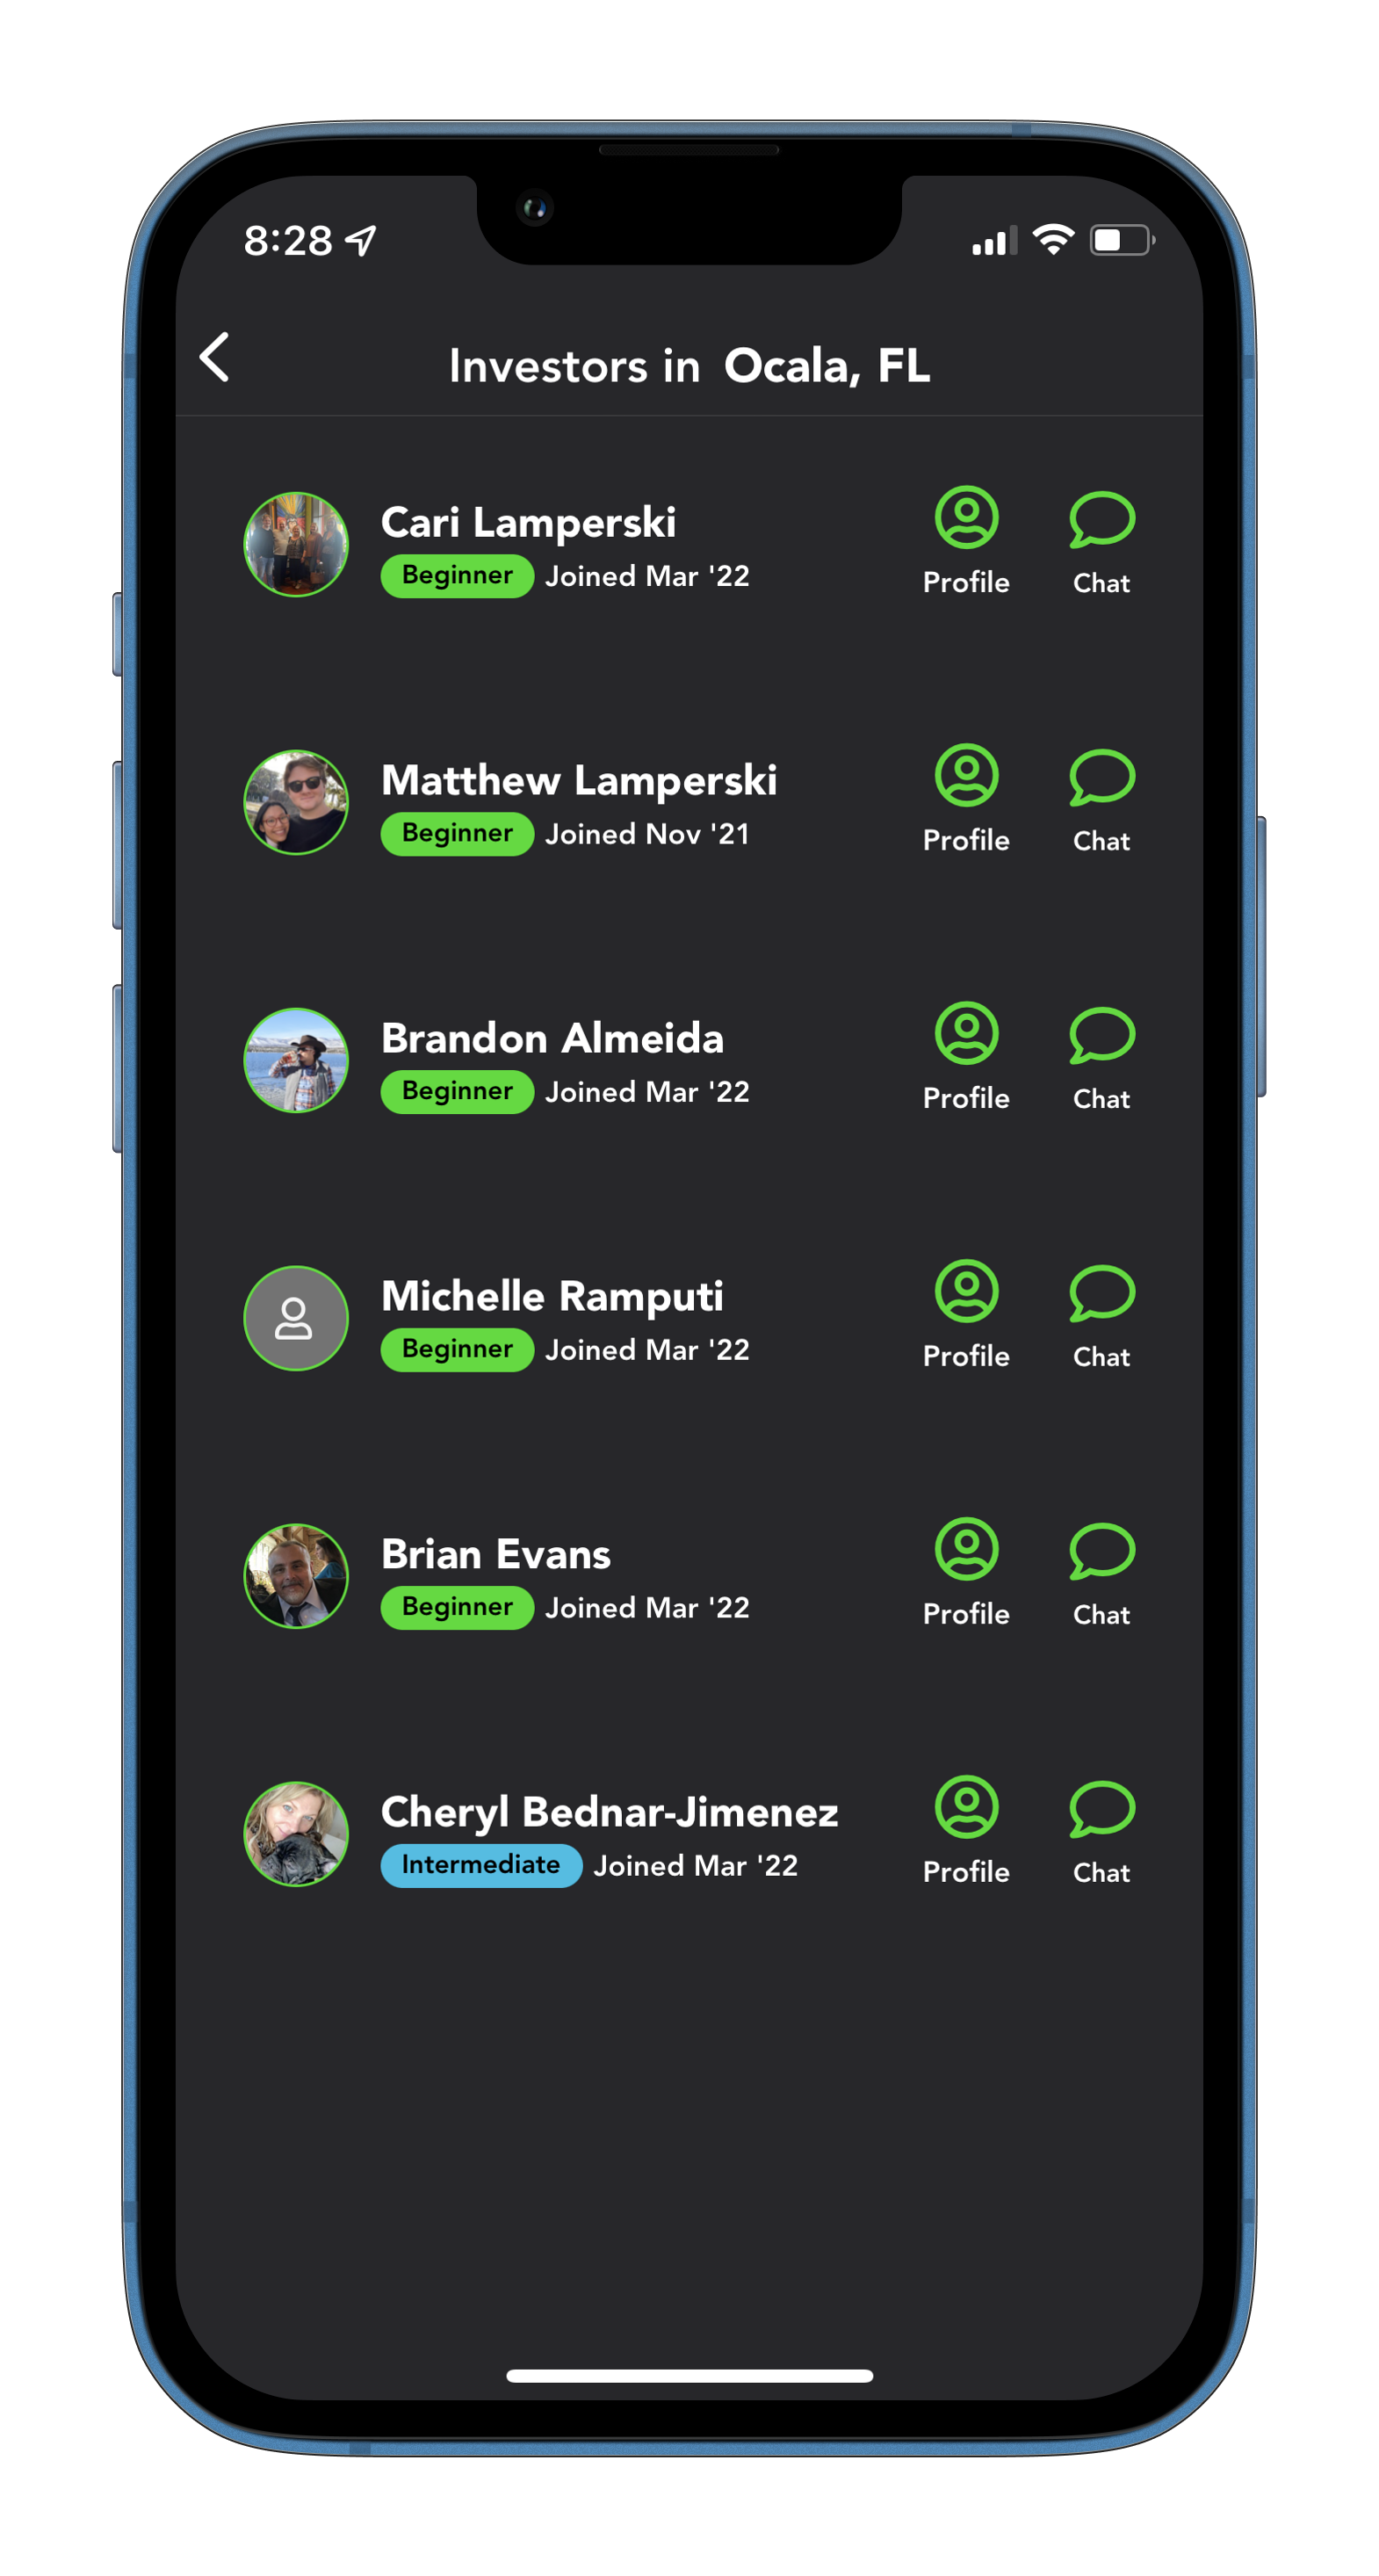 8:28
Investors in Ocala, FL
Cari Lamperski
Beginner Joined Mar '22
Profile Chat
Matthew Lamperski
Beginner Joined Nov '21
Profile Chat
Brandon Almeida
Beginner Joined Mar '22
Profile Chat
Michelle Ramputi
Beginner Joined Mar '22
Profile Chat
Brian Evans
Beginner Joined Mar '22
Profile Chat
Cheryl Bednar-Jimenez
Intermediate Joined Mar '22
Profile Chat